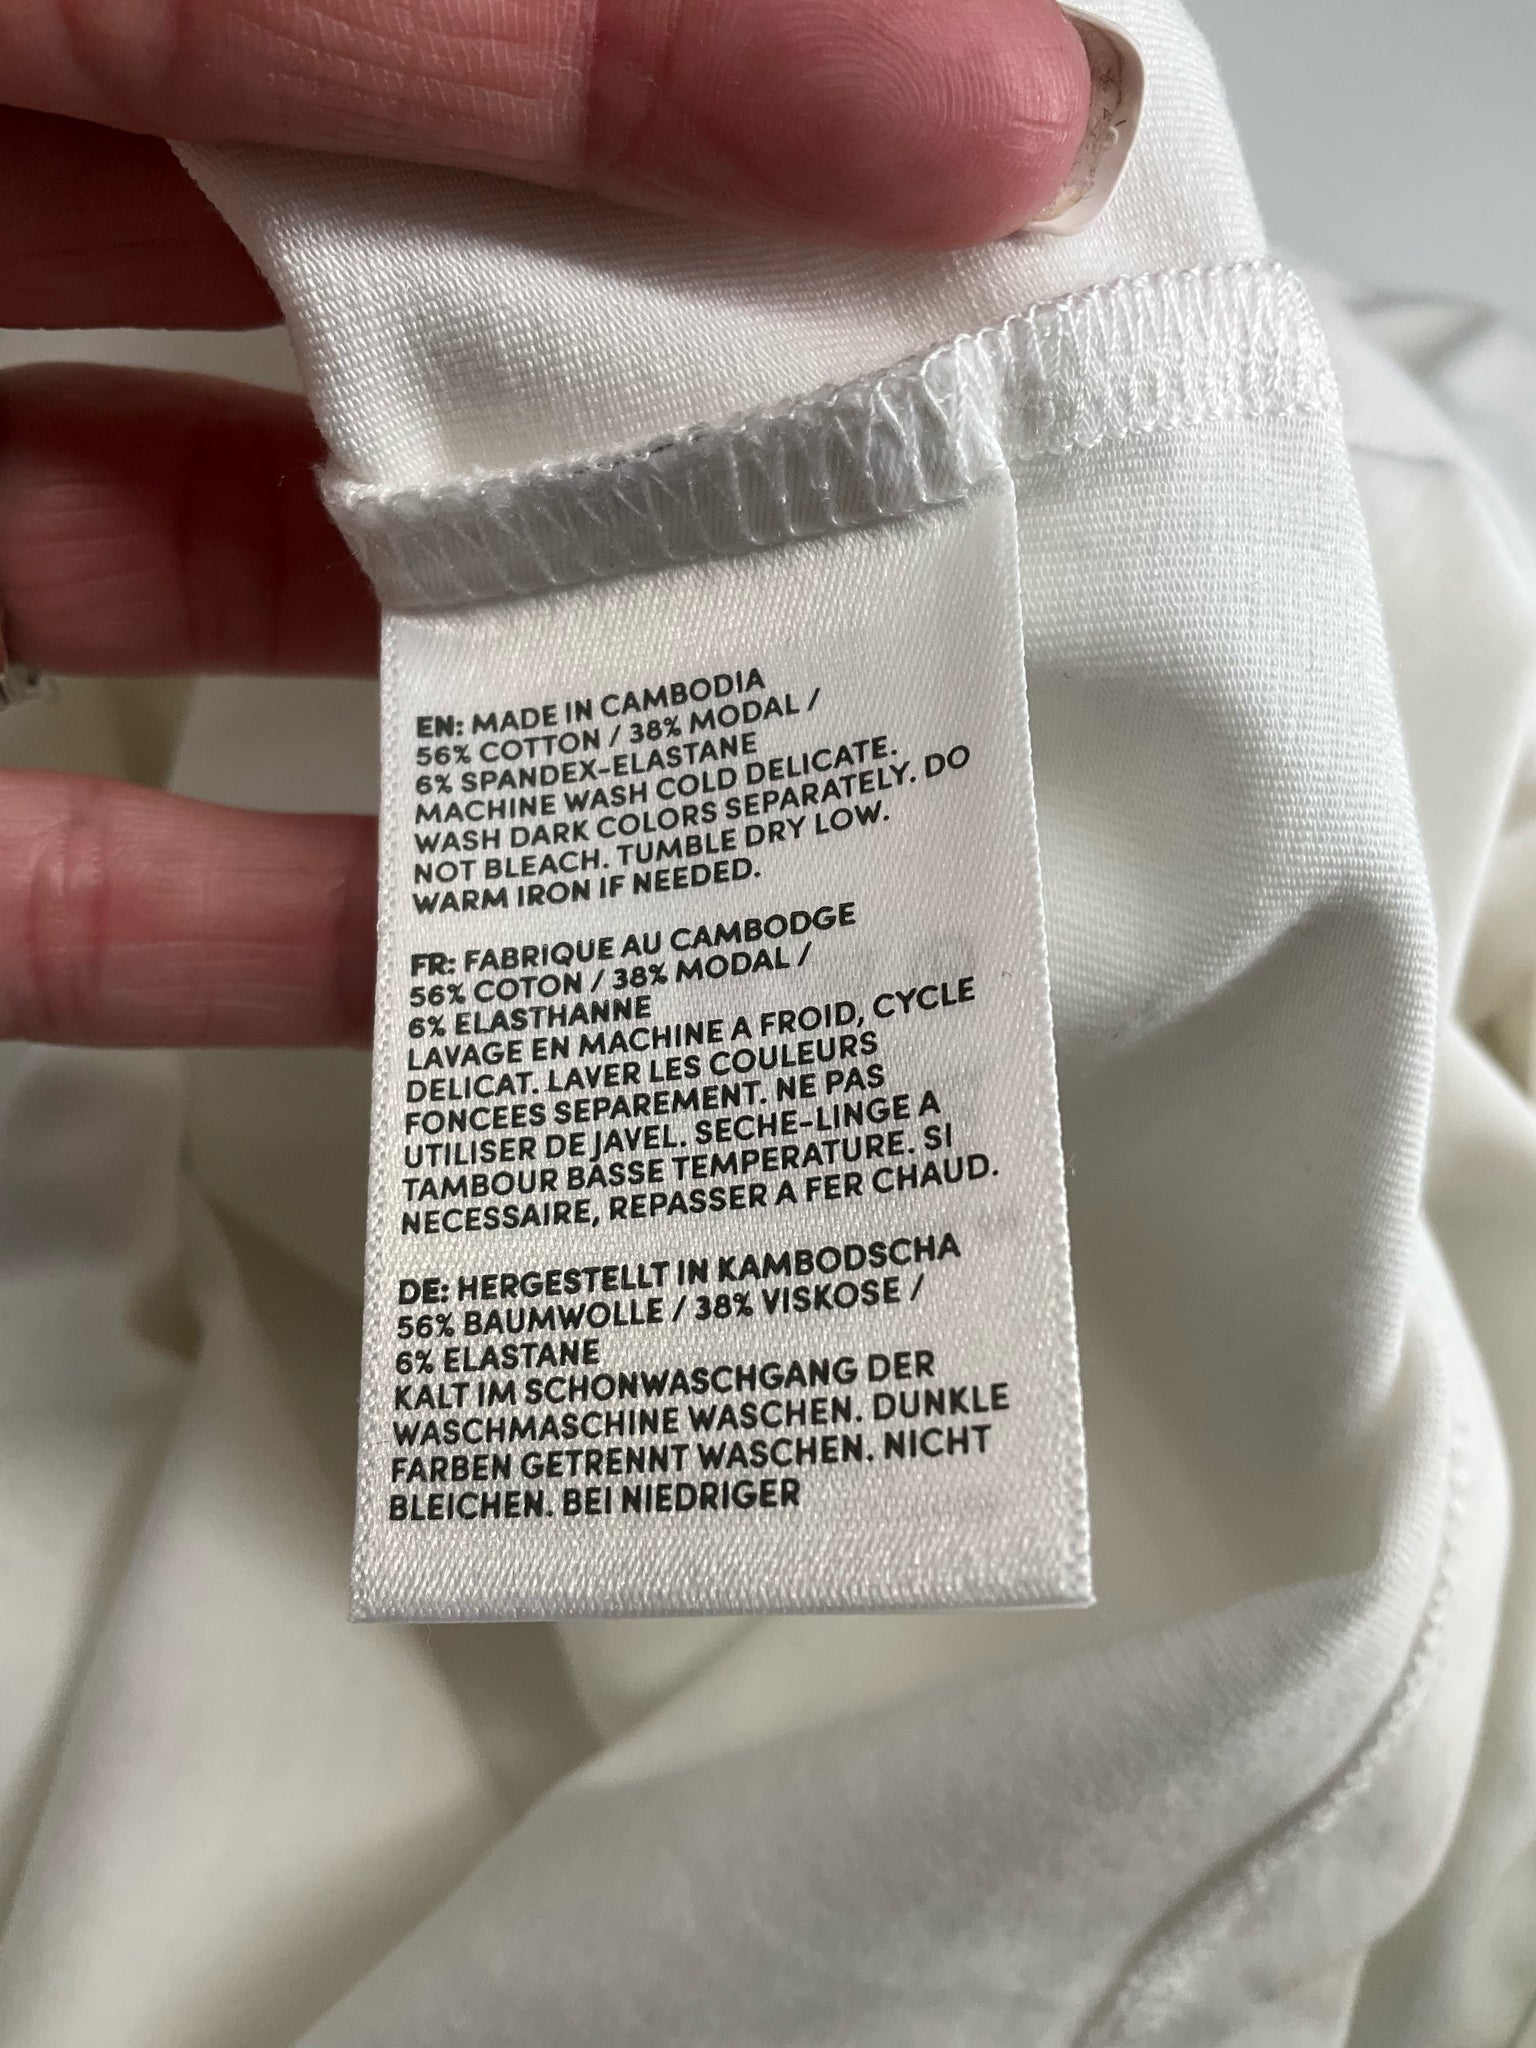 EN: MADE IN CAMBODIA
56% COTTON / 38% MODAL /
6% SPANDEX-ELASTANE
MACHINE WASH COLD DELICATE.
WASH DARK COLORS SEPARATELY. DO
NOT BLEACH. TUMBLE DRY LOW.
WARM IRON IF NEEDED.
FR: FABRIQUE AU CAMBODGE
56% COTON / 38% MODAL /
6% ELASTHANNE
LAVAGE EN MACHINE A FROID, CYCLE
DELICAT. LAVER LES COULEURS
FONCEES SEPAREMENT. NE PAS
UTILISER DE JAVEL. SECHE-LINGE A
TAMBOUR BASSE TEMPERATURE. SI
NECESSAIRE, REPASSER A FER CHAUD.
DE: HERGESTELLT IN KAMBODSCHA
56% BAUMWOLLE / 38% VISKOSE /
6% ELASTANE
KALT IM SCHONWASCHGANG DER
WASCHMASCHINE WASCHEN. DUNKLE
FARBEN GETRENNT WASCHEN. NICHT
BLEICHEN. BEI NIEDRIGER